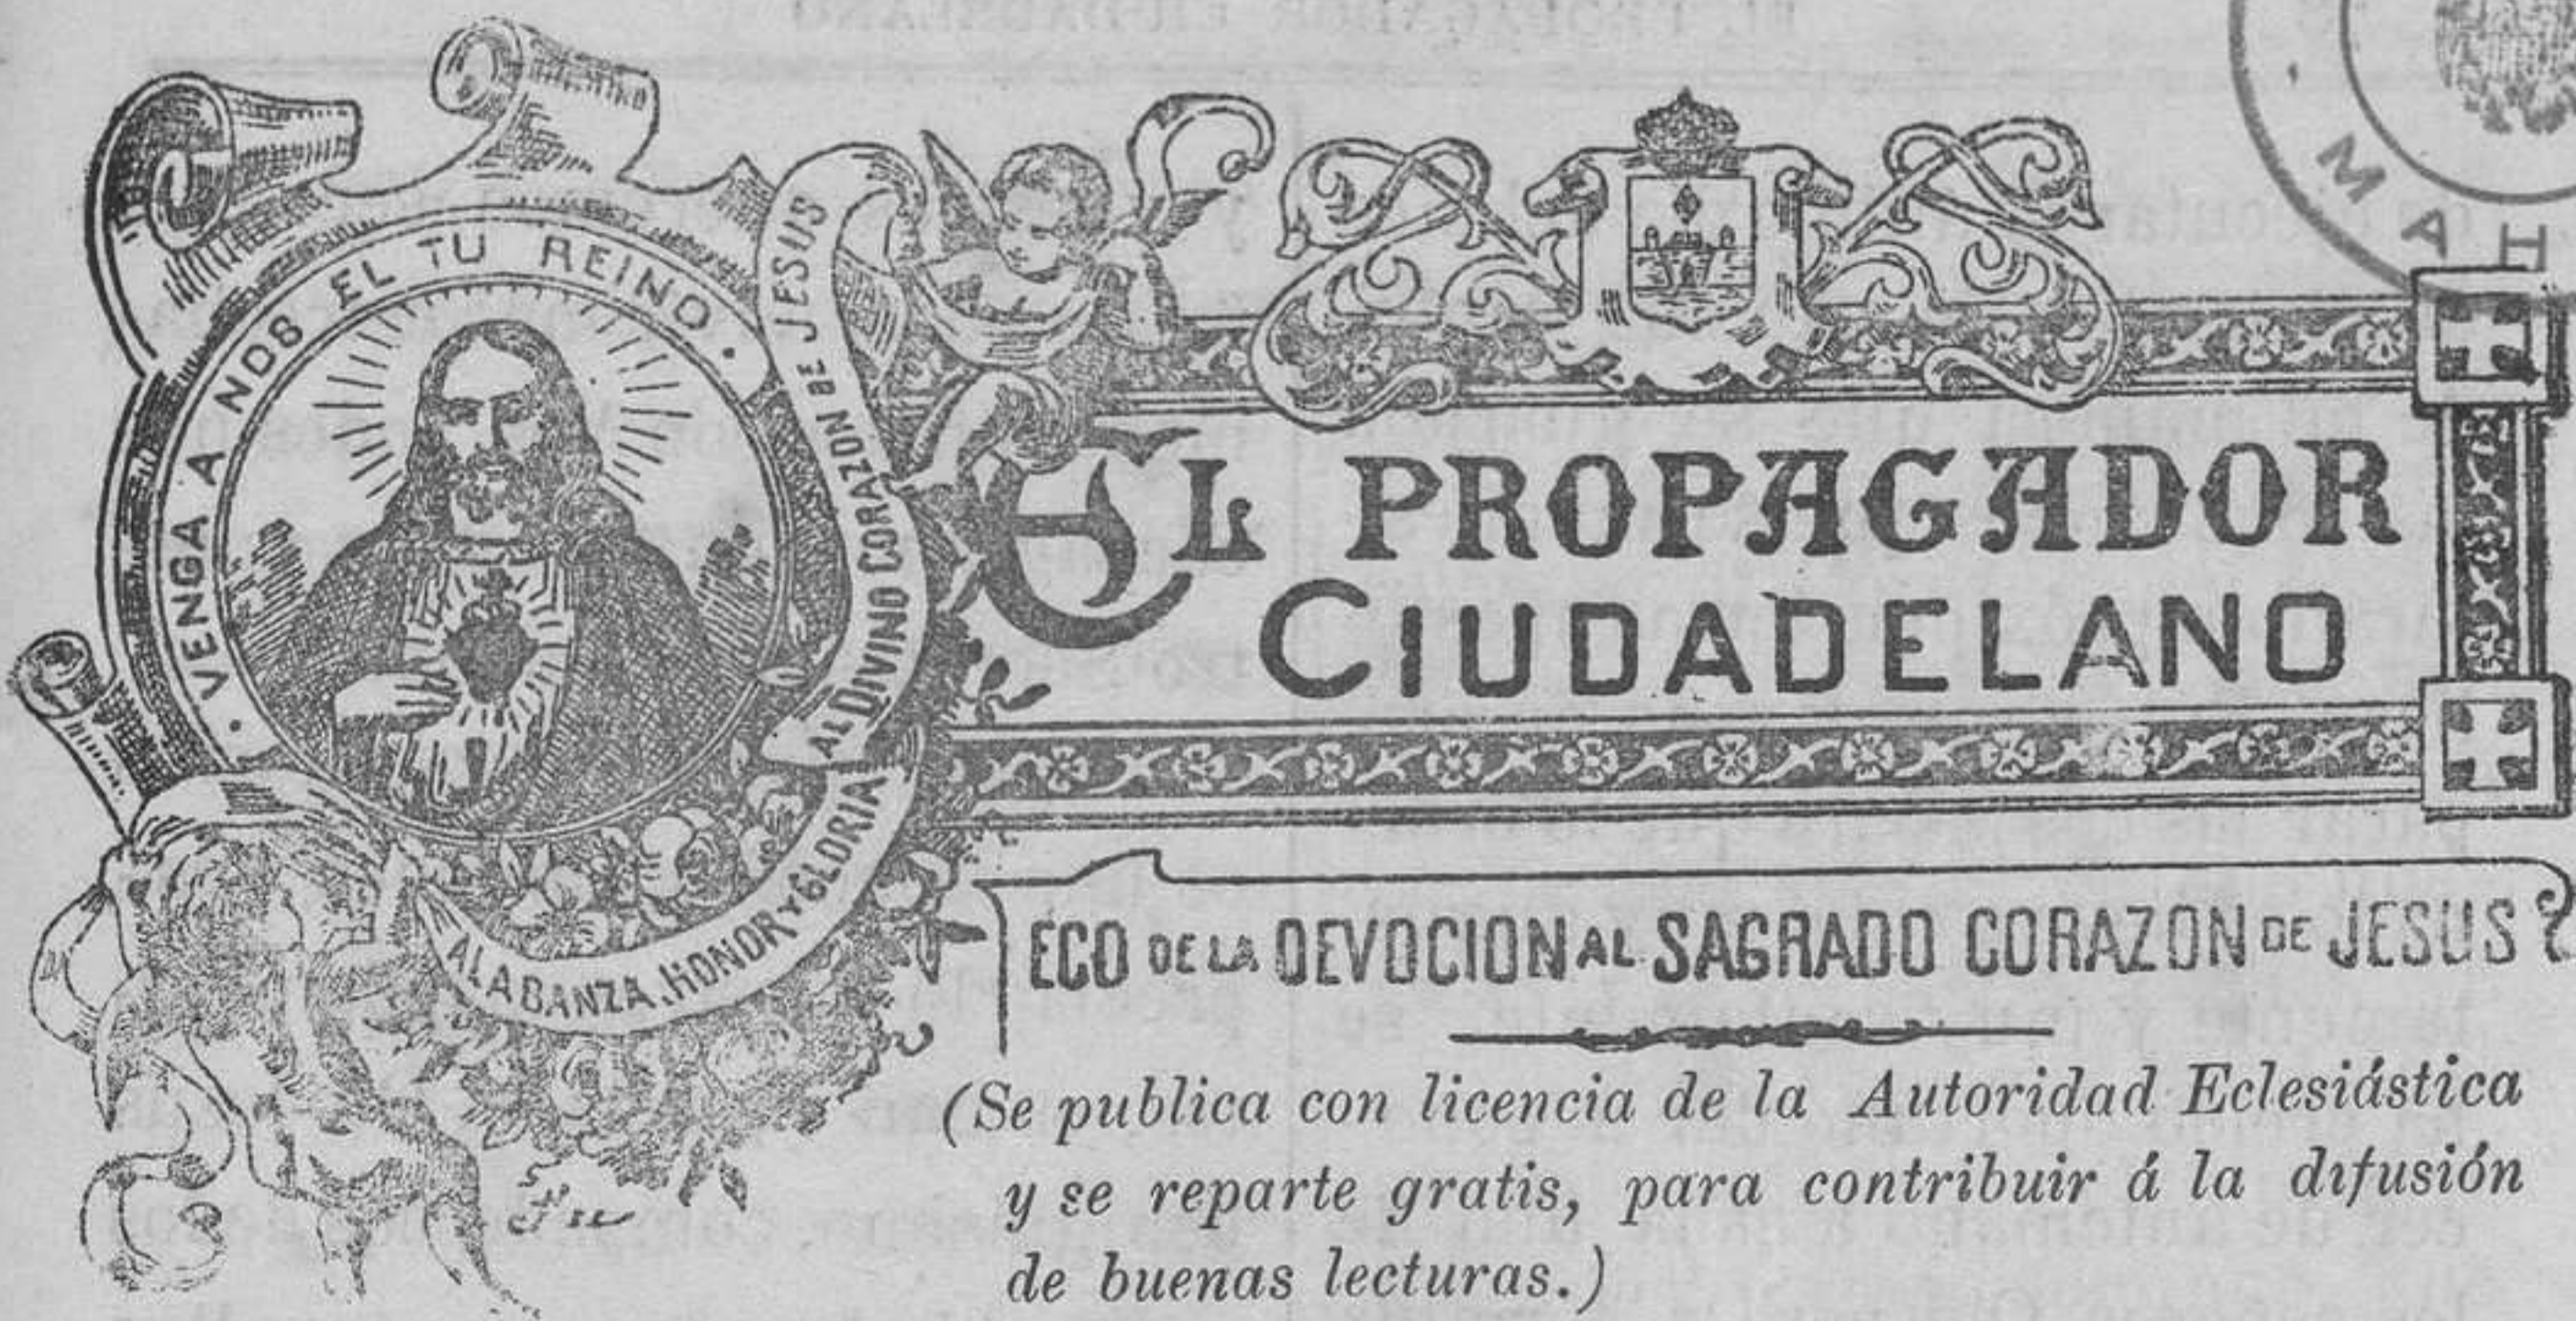 VENGA A NOS EL TU REINO
ALABANZA, HONOR Y GLORIA
AL DIVINO CORAZON DE JESUS
EL PROPAGADOR
CIUDADELANO
ECO DE LA DEVOCION AL SAGRADO CORAZON DE JESUS
(Se publica con licencia de la Autoridad Eclesiástica
y se reparte gratis, para contribuir á la difusión
de buenas lecturas.)
MAH